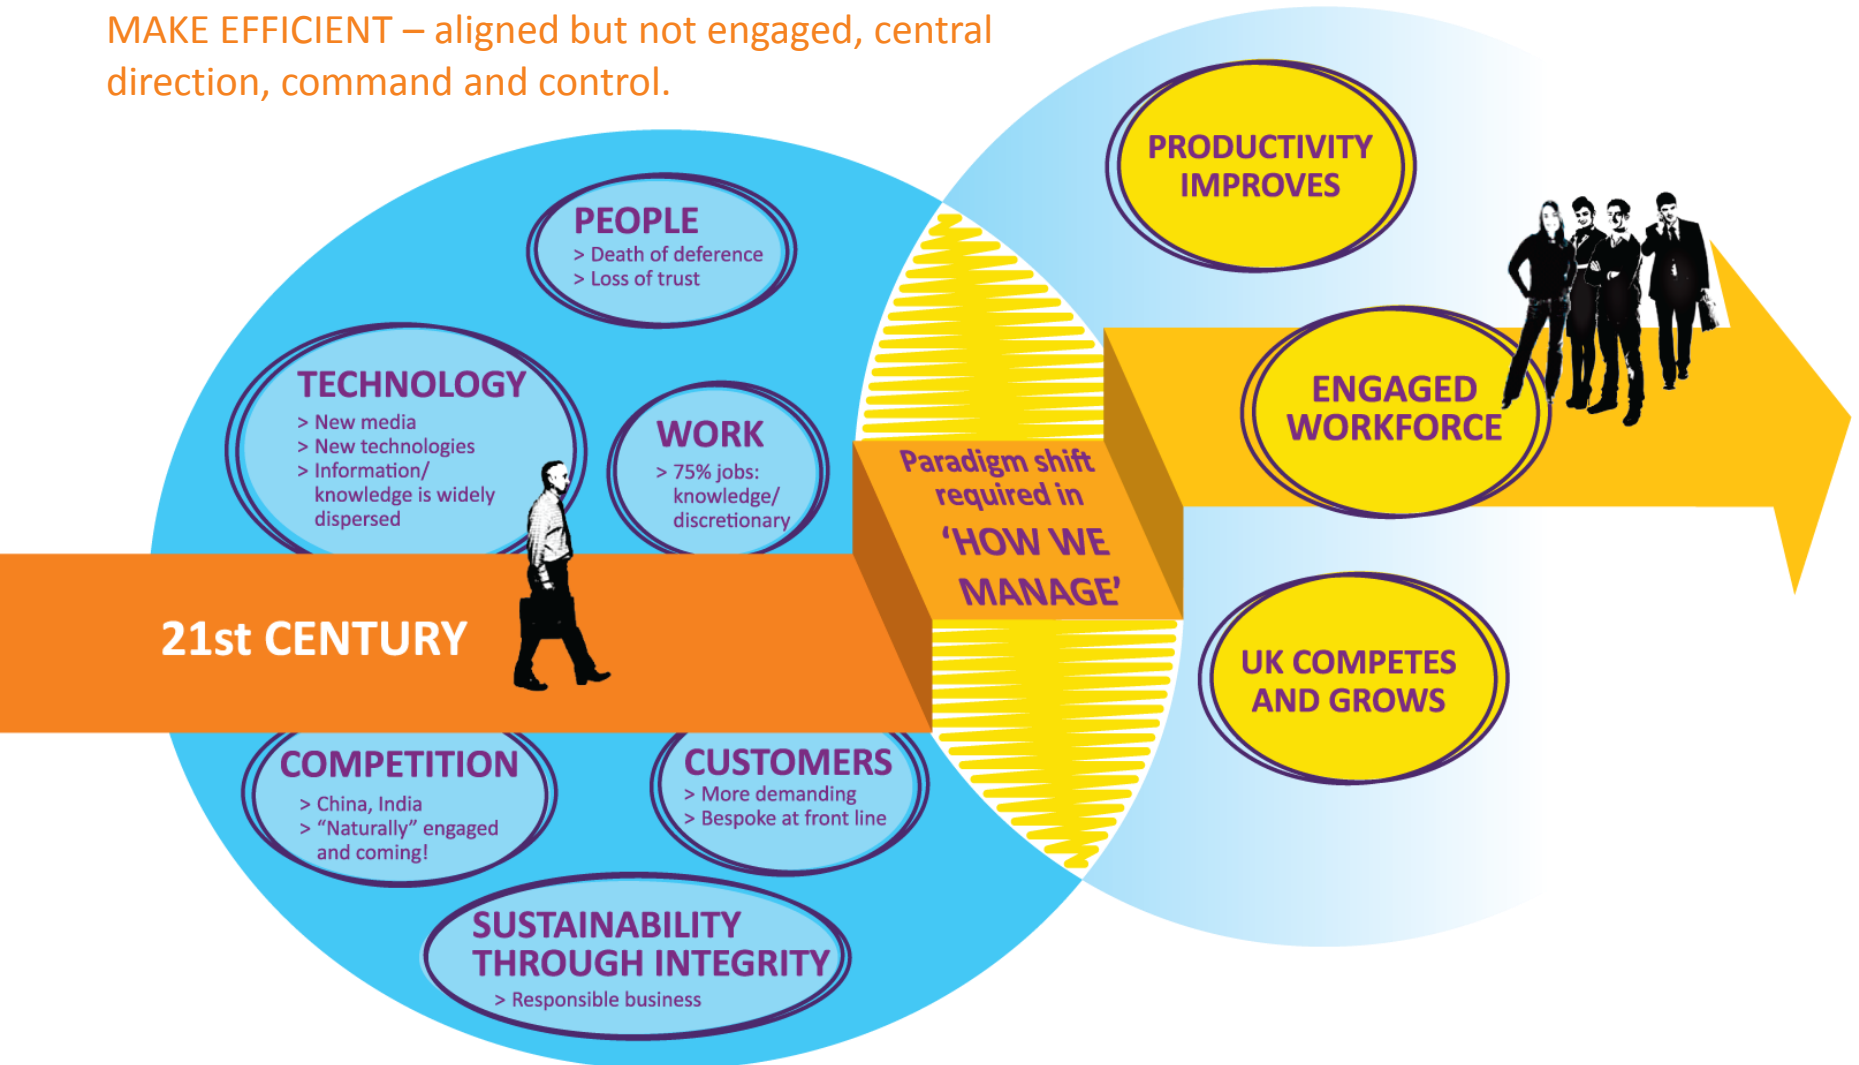 MAKE EFFICIENT – aligned but not engaged, central
direction, command and control.
PEOPLE
> Death of deference
> Loss of trust
TECHNOLOGY
> New media
> New technologies
> Information/
knowledge is widely
dispersed
WORK
> 75% jobs:
knowledge/
discretionary
21st CENTURY
COMPETITION
> China, India
> “Naturally” engaged
and coming!
CUSTOMERS
> More demanding
> Bespoke at front line
SUSTAINABILITY
THROUGH INTEGRITY
> Responsible business
Paradigm shift
required in
‘HOW WE
MANAGE’
PRODUCTIVITY
IMPROVES
ENGAGED
WORKFORCE
UK COMPETES
AND GROWS